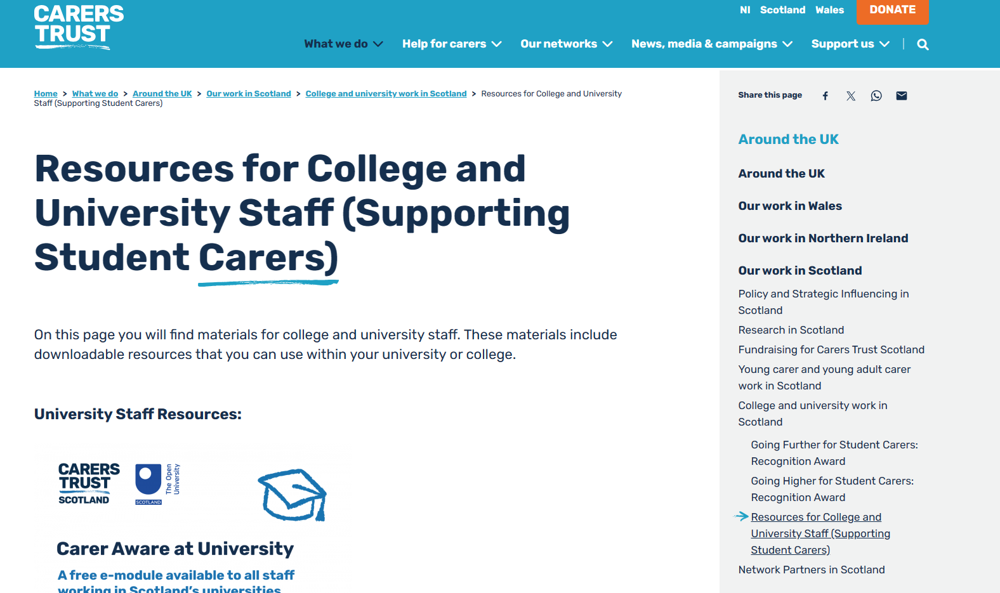 CARERS
TRUST
NI Scotland Wales DONATE
What we do Help for carers Our networks News, media & campaigns Support us
Home > What we do > Around the UK > Our work in Scotland > College and university work in Scotland > Resources for College and University
Staff (Supporting Student Carers)
Resources for College and
University Staff (Supporting
Student Carers)
On this page you will find materials for college and university staff. These materials include
downloadable resources that you can use within your university or college.
University Staff Resources:
CARERS
TRUST
SCOTLAND
The Open
University
SCOTLAND
Carer Aware at University
A free e-module available to all staff
working in Scotland's universities
Share this page
Around the UK
Around the UK
Our work in Wales
Our work in Northern Ireland
Our work in Scotland
Policy and Strategic Influencing in
Scotland
Research in Scotland
Fundraising for Carers Trust Scotland
Young carer and young adult carer
work in Scotland
College and university work in
Scotland
Going Further for Student Carers:
Recognition Award
Going Higher for Student Carers:
Recognition Award
Resources for College and
University Staff (Supporting
Student Carers)
Network Partners in Scotland